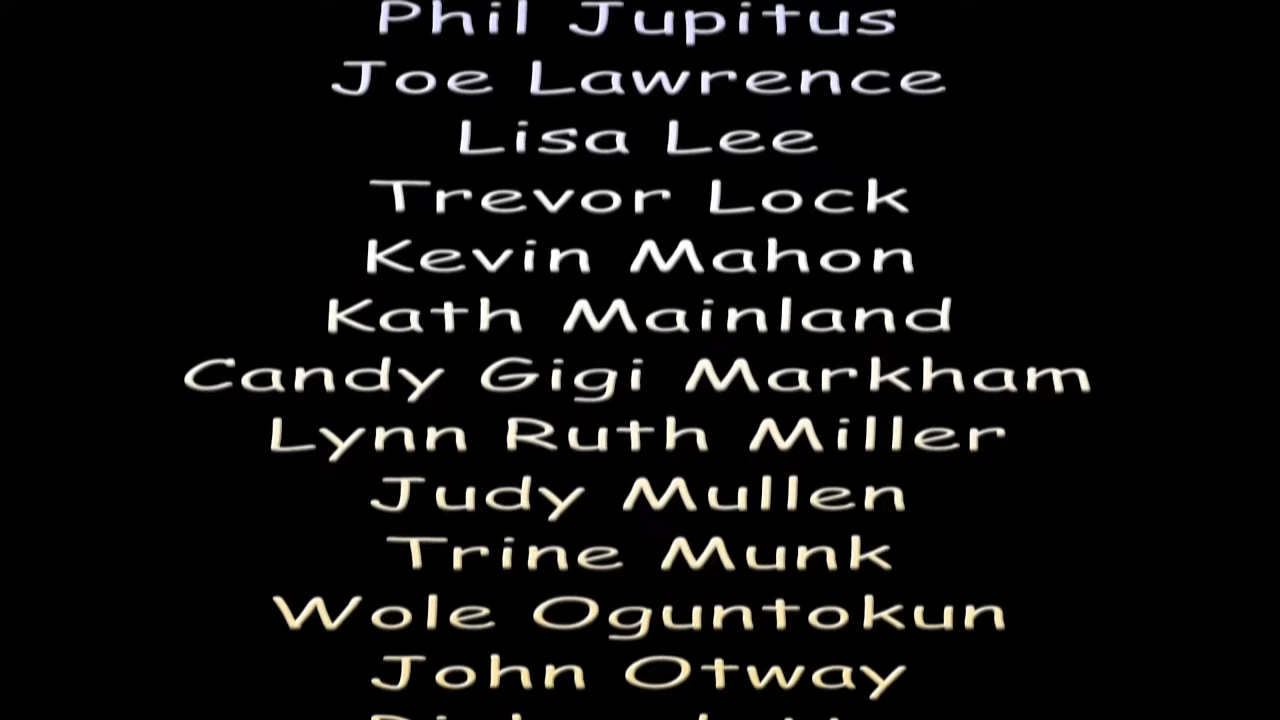 Phil Jupitus
Joe Lawrence
Lisa Lee
Trevor Lock
Kevin Mahon
Kath Mainland
Candy Gigi Markham
Lynn Ruth Miller
Judy Mullen
Trine Munk
Wole Oguntokun
John Otway